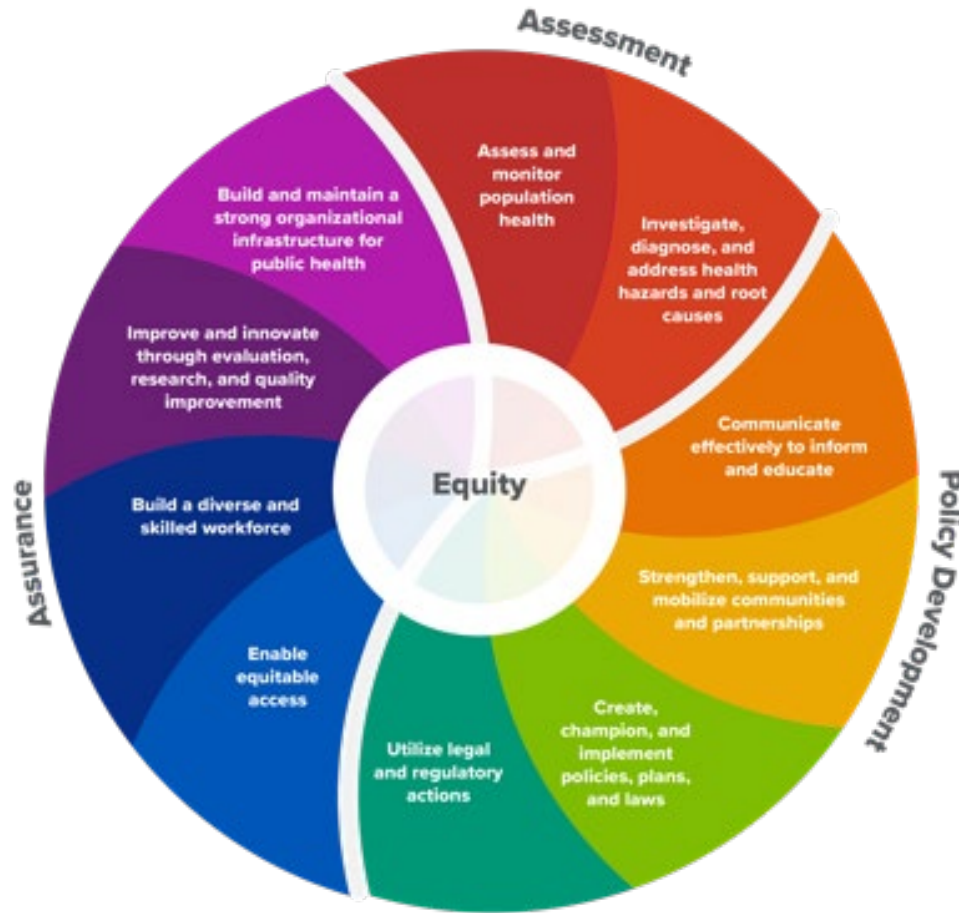 Assessment
Assess and
monitor
population
health
Investigate,
diagnose, and
address health
hazards and root
causes
Policy Development
Communicate
effectively to inform
and educate
Strengthen, support, and
mobilize communities
and partnerships
Create,
champion, and
implement
policies, plans,
and laws
Utilize legal
and regulatory
actions
Assurance
Enable
equitable
access
Build a diverse and
skilled workforce
Improve and innovate
through evaluation,
research, and quality
improvement
Build and maintain a
strong organizational
infrastructure for
public health
Equity